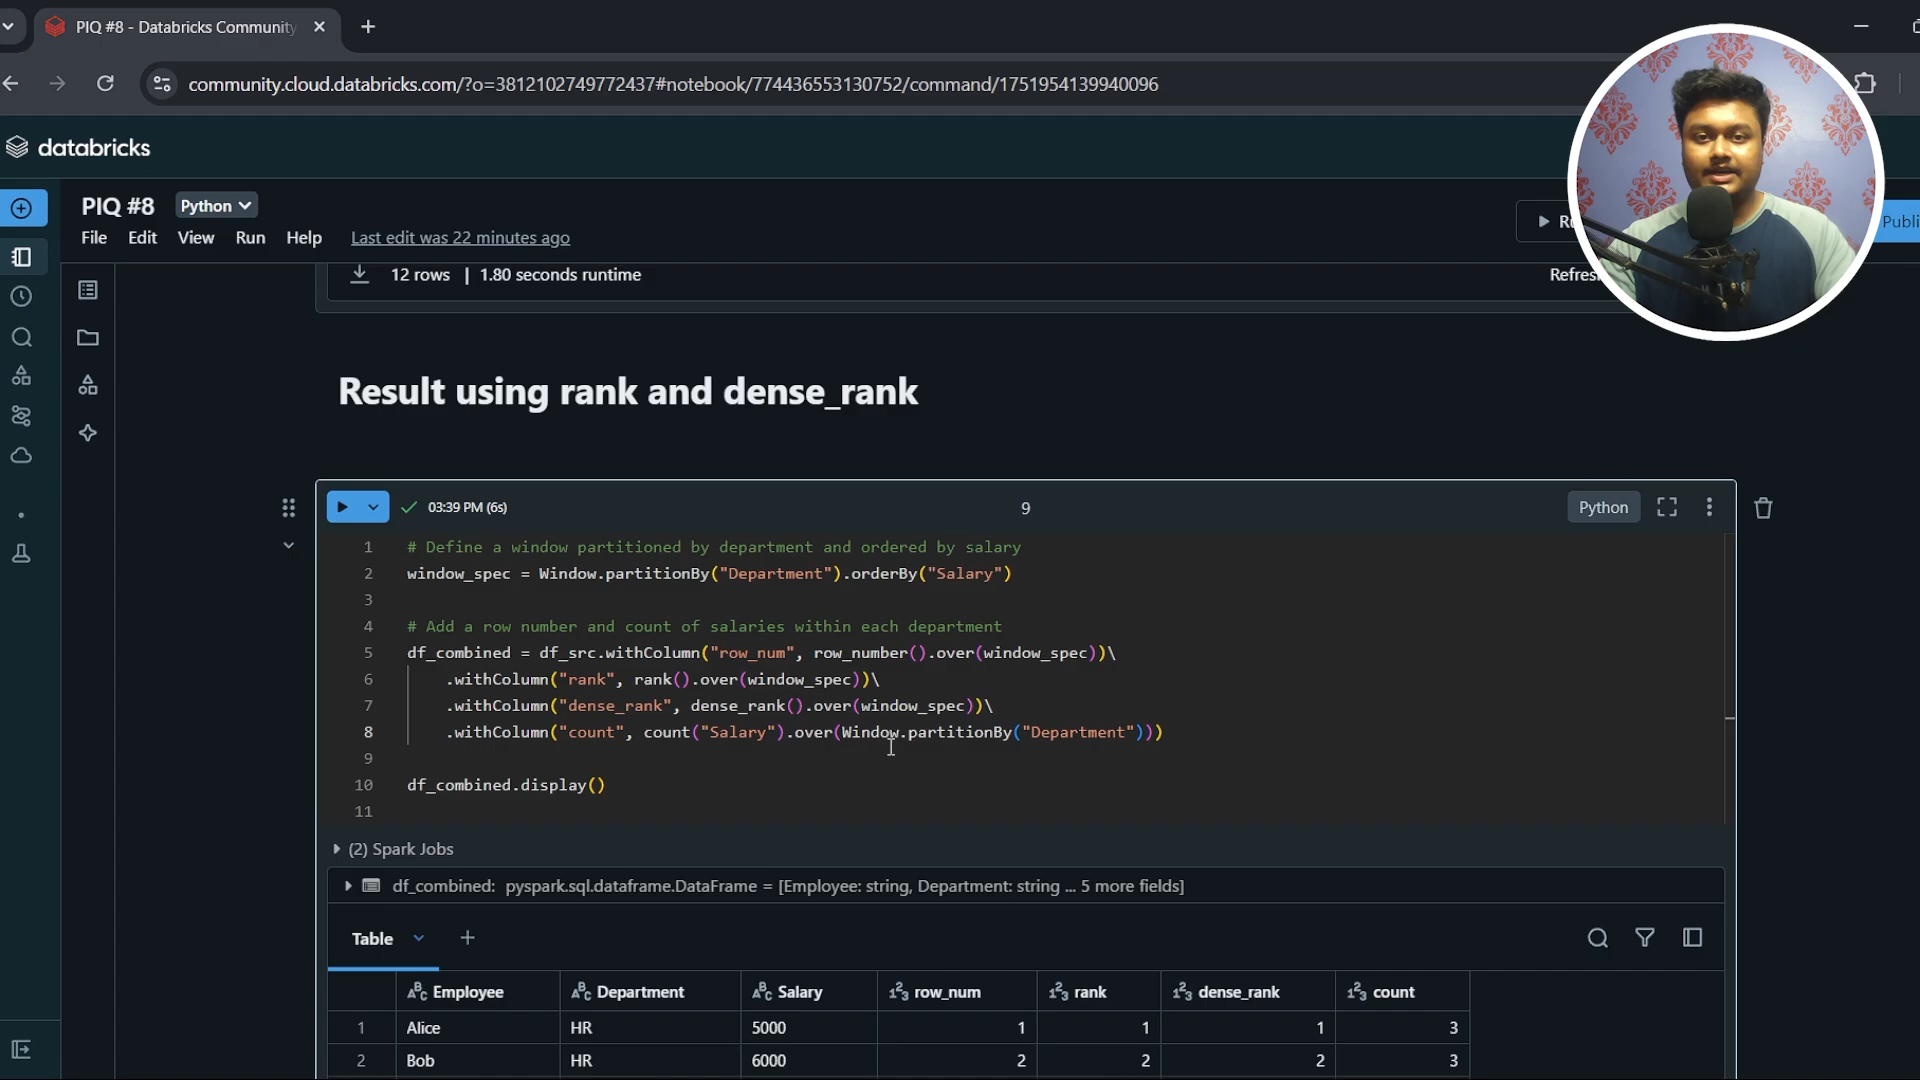 PIQ #8 - Databricks Community
community.cloud.databricks.com/?o=3812102749772437#notebook/774436553130752/command/1751954139940096
databricks
PIQ #8
Python
File Edit View Run Help Last edit was 22 minutes ago
12 rows | 1.80 seconds runtime
Result using rank and dense_rank
03:39 PM (6s)
9
Python
1 # Define a window partitioned by department and ordered by salary
2 window_spec = Window.partitionBy("Department").orderBy("Salary")
3
4 # Add a row number and count of salaries within each department
5 df_combined = df_src.withColumn("row_num", row_number().over(window_spec))\
6 .withColumn("rank", rank().over(window_spec))\
7 .withColumn("dense_rank", dense_rank().over(window_spec))\
8 .withColumn("count", count("Salary").over(Window.partitionBy("Department")))
9
10 df_combined.display()
11
(2) Spark Jobs
df_combined: pyspark.sql.dataframe.DataFrame = [Employee: string, Department: string ... 5 more fields]
Table
Employee Department Salary row_num rank dense_rank count
1 Alice HR 5000 1 1 1 3
2 Bob HR 6000 2 2 2 3